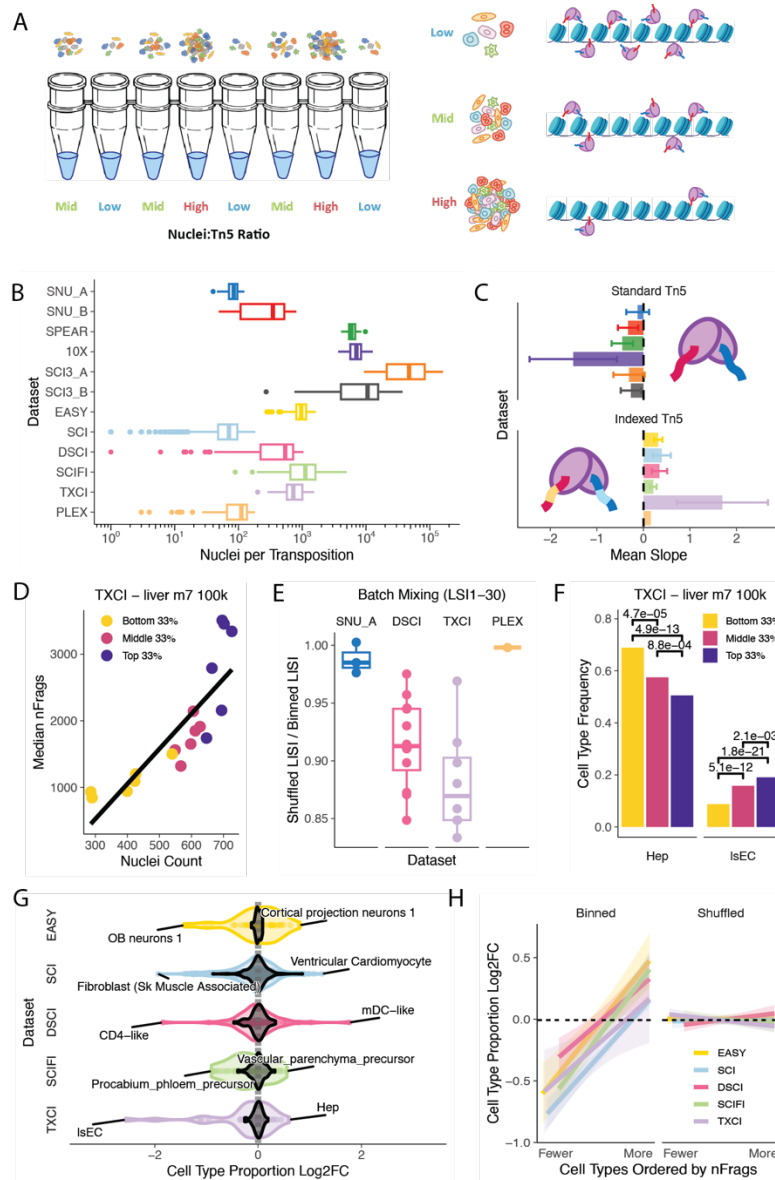 A
Low
Mid
High
Mid Low Mid High Low Mid High Low
Nuclei:Tn5 Ratio
B
SNU_A
SNU_B
SPEAR
10X
SCI3_A
SCI3_B
EASY
SCI
DSCI
SCIFI
TXCI
PLEX
Dataset
10^0 10^1 10^2 10^3 10^4 10^5
Nuclei per Transposition
C
Standard Tn5
Indexed Tn5
Dataset
−2 −1 0 1 2
Mean Slope
D
TXCI − liver m7 100k
Bottom 33%
Middle 33%
Top 33%
Median nFrags
3000
2000
1000
300 400 500 600 700
Nuclei Count
E
Batch Mixing (LSI1−30)
SNU_A DSCI TXCI PLEX
Shuffled LISI / Binned LISI
1.00
0.95
0.90
0.85
Dataset
F
TXCI − liver m7 100k
Bottom 33%
Middle 33%
Top 33%
4.7e−05
4.9e−13
8.8e−04
2.1e−03
1.8e−21
5.1e−12
Cell Type Frequency
0.8
0.6
0.4
0.2
0.0
Hep IsEC
G
EASY
SCI
DSCI
SCIFI
TXCI
Dataset
Cortical projection neurons 1
OB neurons 1
Ventricular Cardiomyocyte
Fibroblast (Sk Muscle Associated)
mDC−like
CD4−like
Vascular_parenchyma_precursor
Procabium_phloem_precursor
Hep
IsEC
−2 0 2
Cell Type Proportion Log2FC
H
Binned Shuffled
Cell Type Proportion Log2FC
0.5
0.0
−0.5
−1.0
EASY
SCI
DSCI
SCIFI
TXCI
Fewer More Fewer More
Cell Types Ordered by nFrags